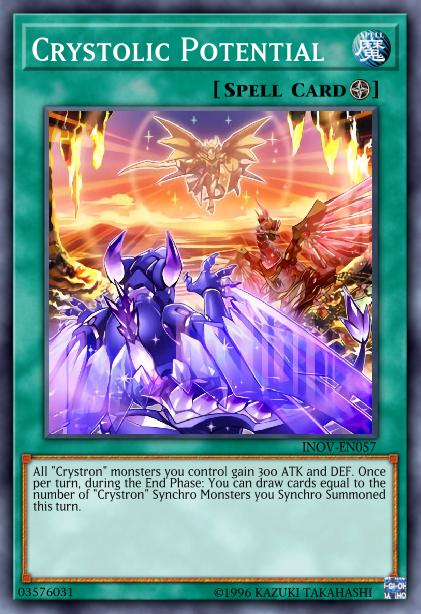 Crystolic Potential
SPELL
魔
[Spell Card]
INOV-EN057
All "Crystron" monsters you control gain 300 ATK and DEF. Once
per turn, during the End Phase: You can draw cards equal to the
number of "Crystron" Synchro Monsters you Synchro Summoned
this turn.
03576031
©1996 KAZUKI TAKAHASHI